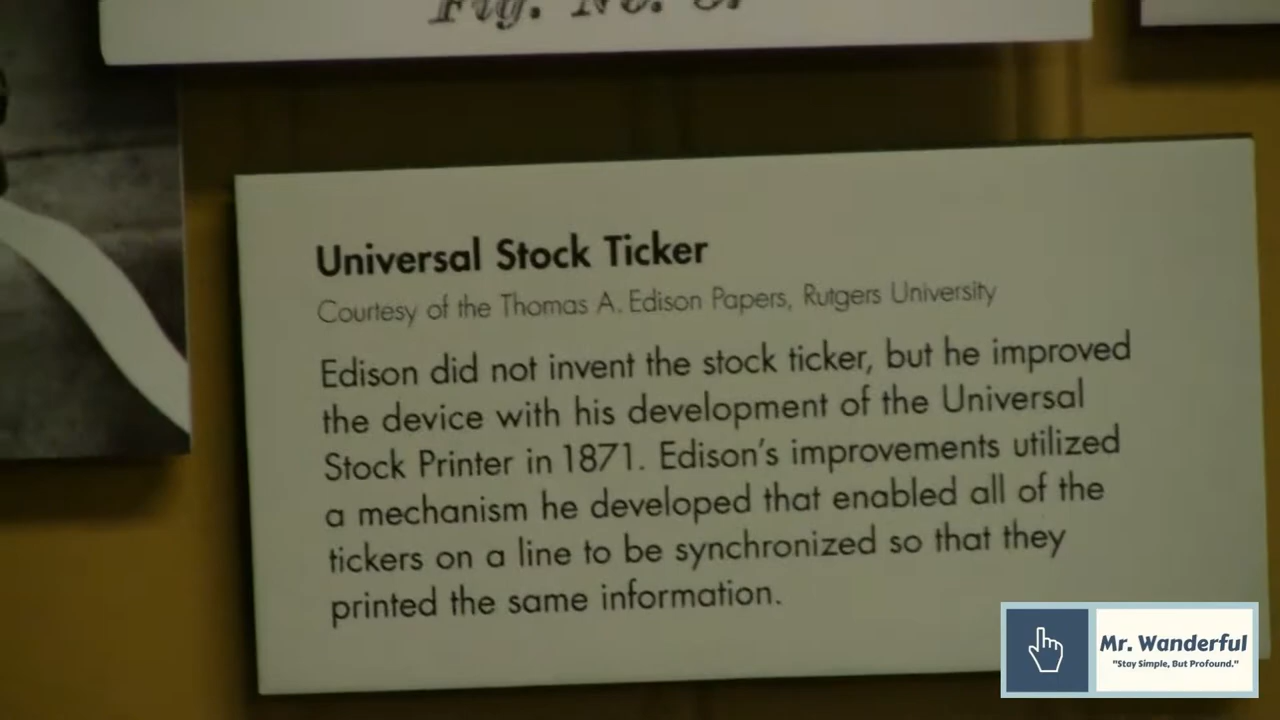 Fig. No. 
Universal Stock Ticker
Courtesy of the Thomas A. Edison Papers, Rutgers University
Edison did not invent the stock ticker, but he improved
the device with his development of the Universal
Stock Printer in 1871. Edison's improvements utilized
a mechanism he developed that enabled all of the
tickers on a line to be synchronized so that they
printed the same information.
Mr. Wanderful
"Stay Simple, But Profound."